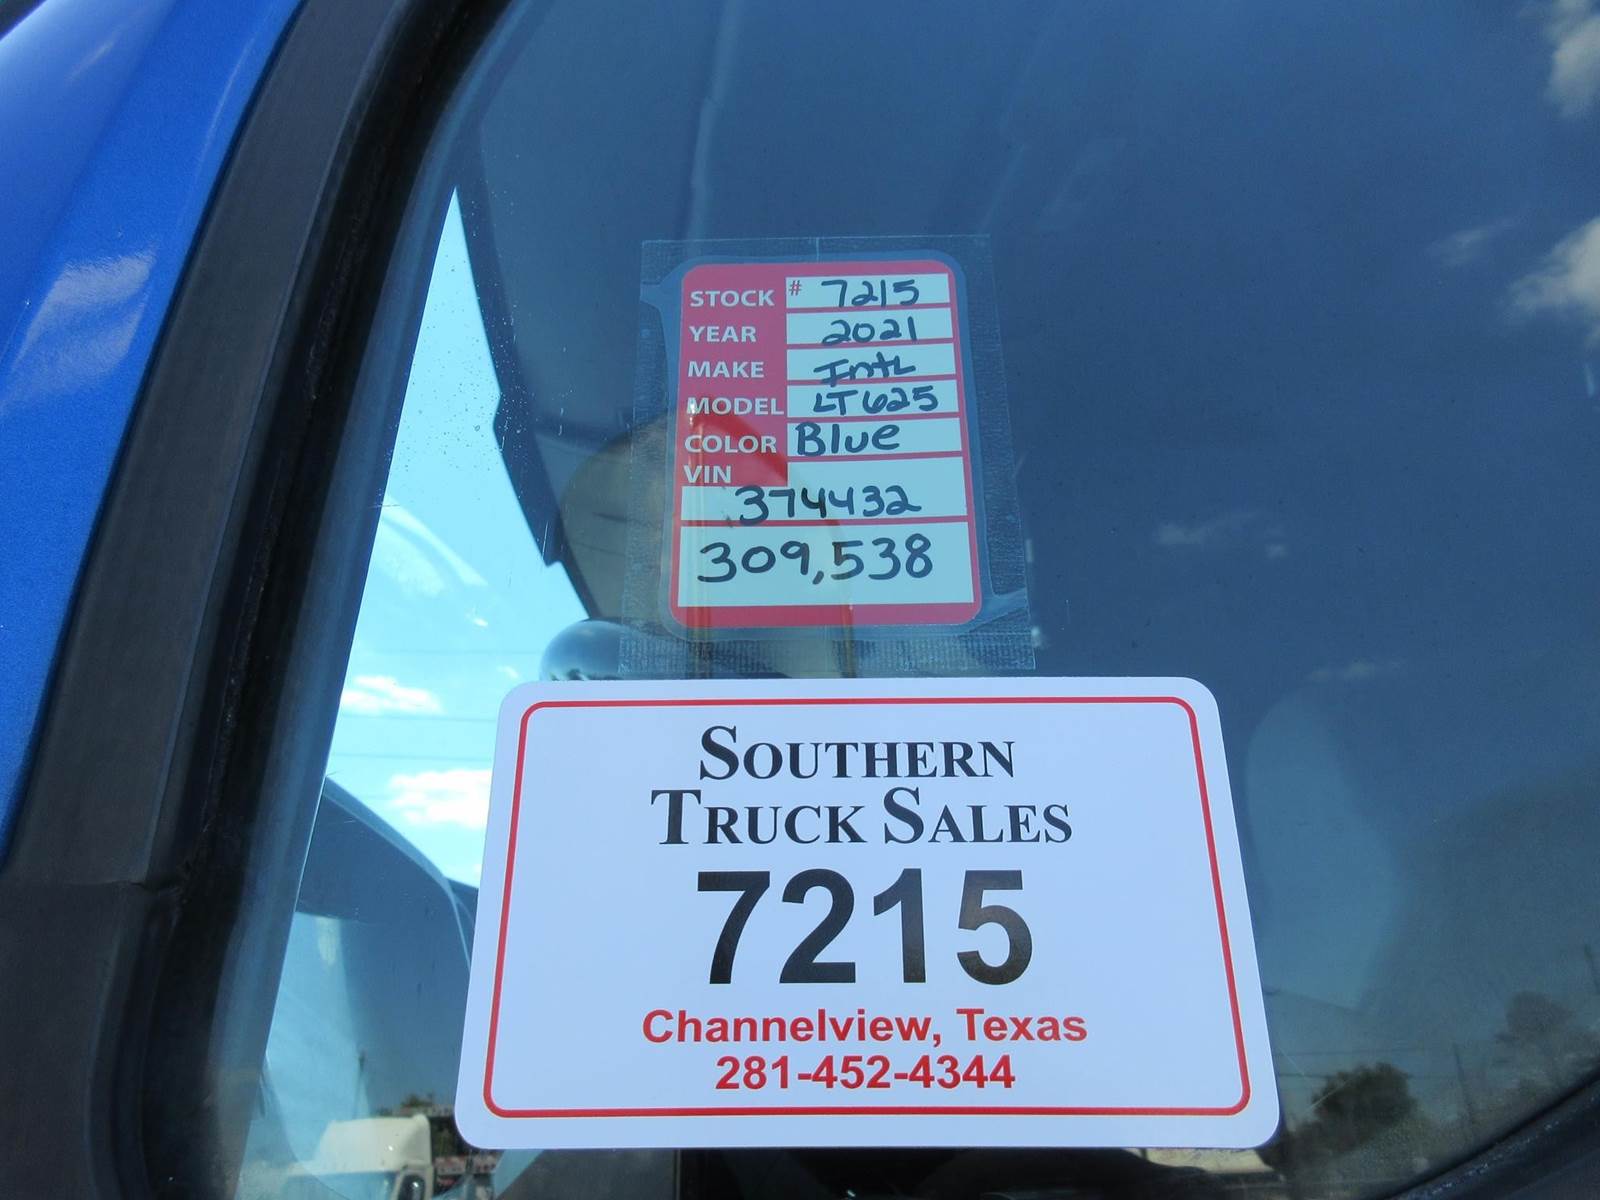 STOCK # 7215
YEAR 2021
MAKE Intl
MODEL LT625
COLOR Blue
VIN
374432
309,538
SOUTHERN
TRUCK SALES
7215
Channelview, Texas
281-452-4344